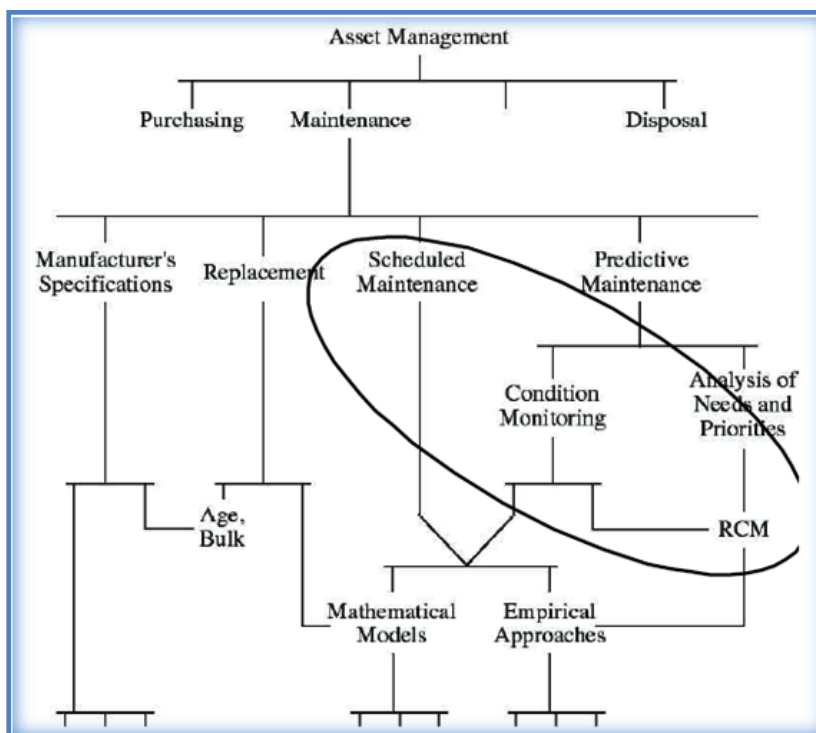 Asset Management
Purchasing
Maintenance
Disposal
Manufacturer's
Specifications
Replacement
Scheduled
Maintenance
Predictive
Maintenance
Condition
Monitoring
Analysis of
Needs and
Priorities
Age,
Bulk
RCM
Mathematical
Models
Empirical
Approaches